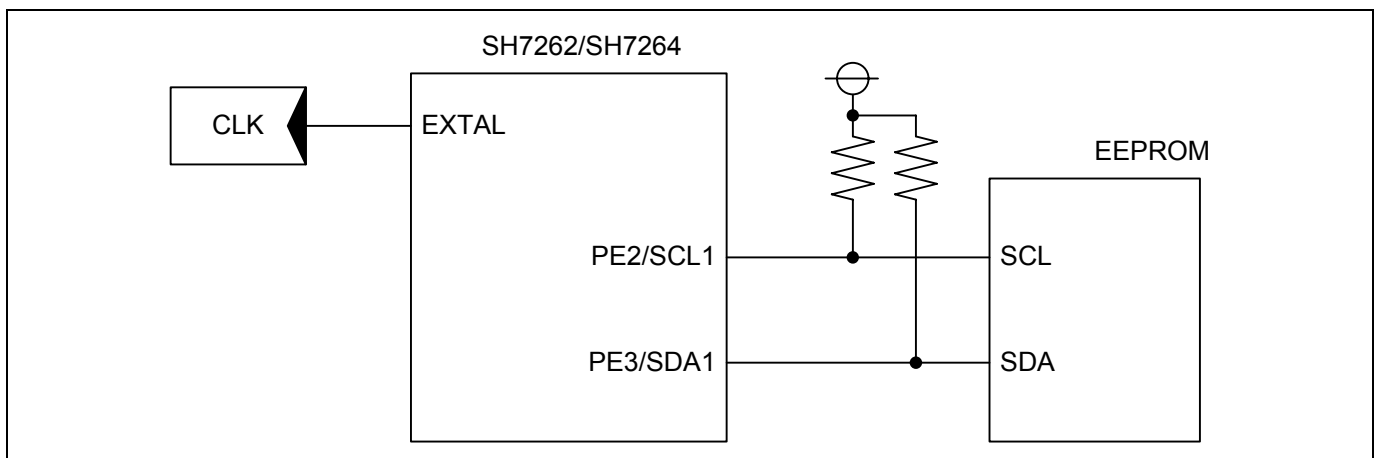 SH7262/SH7264
CLK
EXTAL
EEPROM
PE2/SCL1
SCL
PE3/SDA1
SDA